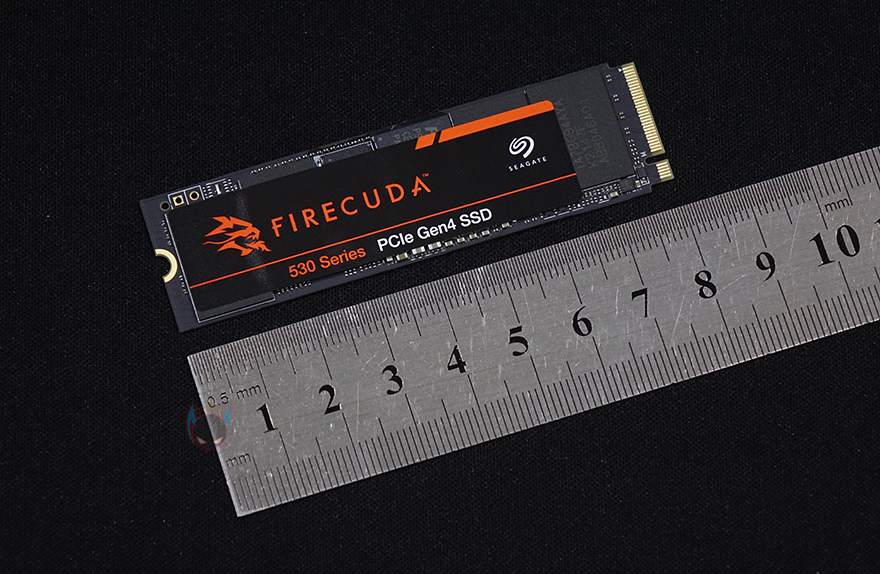 FIRECUDA™
530 Series PCIe Gen4 SSD
SEAGATE
mm
0.5 mm
1 2 3 4 5 6 7 8 9 10
mm